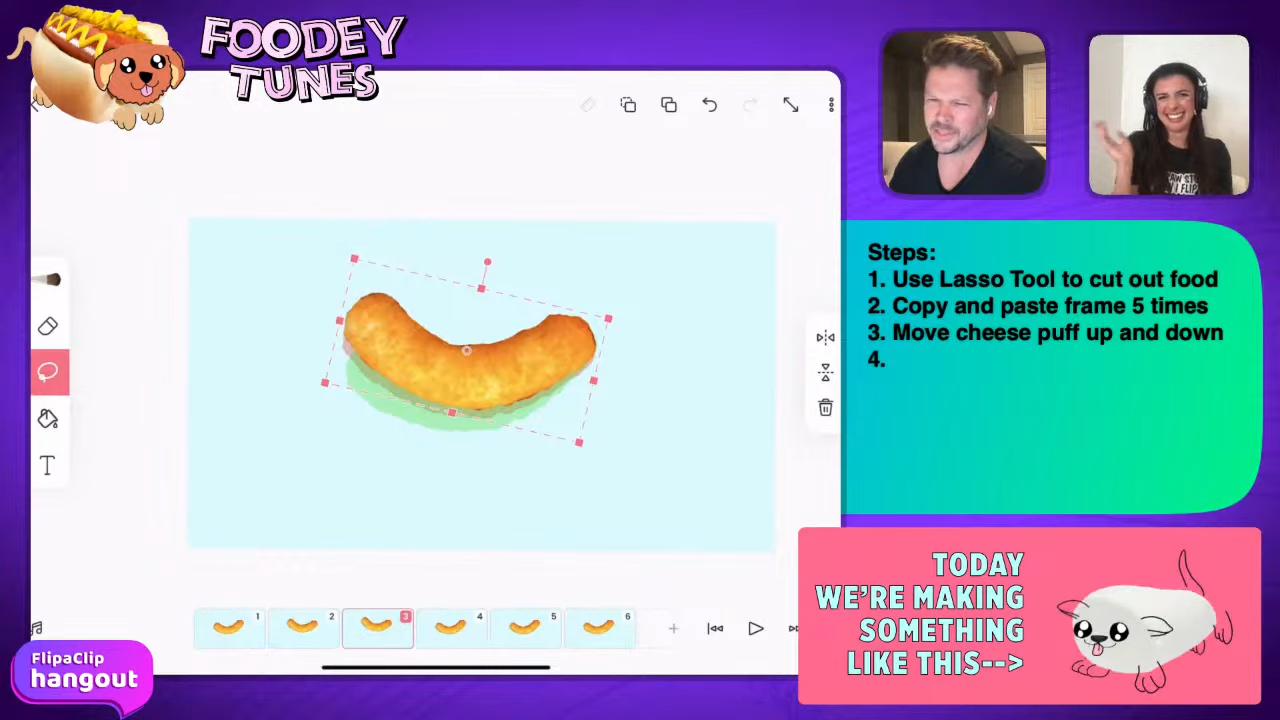 FOODEY
TUNES
Steps:
1. Use Lasso Tool to cut out food
2. Copy and paste frame 5 times
3. Move cheese puff up and down
4.
T
1 2 3 4 5 6
FlipaClip
hangout
TODAY
WE'RE MAKING
SOMETHING
LIKE THIS-->